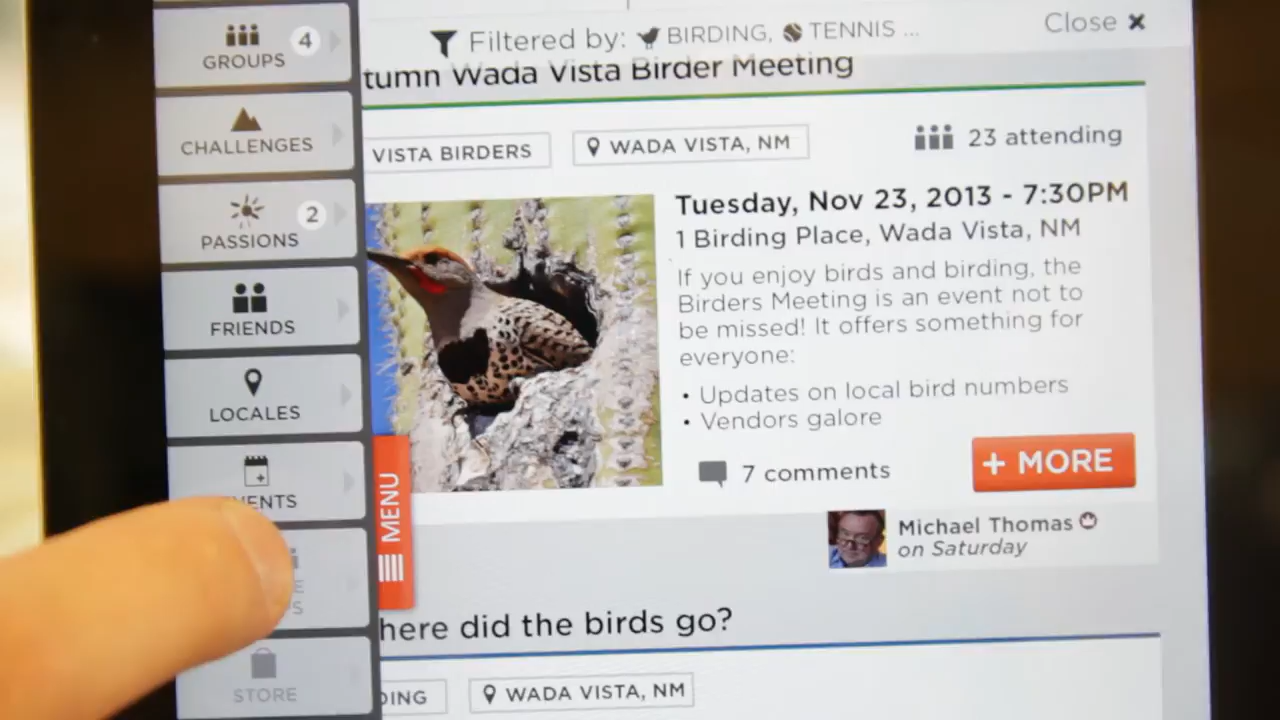 GROUPS 4
CHALLENGES
PASSIONS 2
FRIENDS
LOCALES
STORE
MENU
Filtered by: BIRDING, TENNIS ...
Close ✖
tumn Wada Vista Birder Meeting
VISTA BIRDERS
WADA VISTA, NM
23 attending
Tuesday, Nov 23, 2013 - 7:30PM
1 Birding Place, Wada Vista, NM
If you enjoy birds and birding, the
Birders Meeting is an event not to
be missed! It offers something for
everyone:
• Updates on local bird numbers
• Vendors galore
7 comments
+ MORE
Michael Thomas
on Saturday
here did the birds go?
DING
WADA VISTA, NM